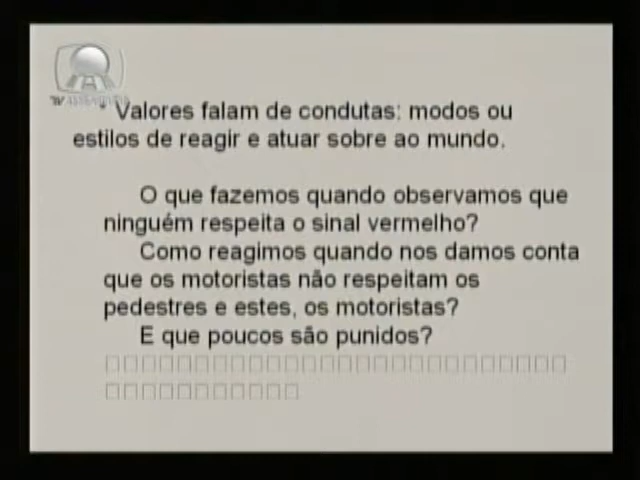 TV ASSEMBLEIA
* Valores falam de condutas: modos ou
estilos de reagir e atuar sobre ao mundo.
O que fazemos quando observamos que
ninguém respeita o sinal vermelho?
Como reagimos quando nos damos conta
que os motoristas não respeitam os
pedestres e estes, os motoristas?
E que poucos são punidos?